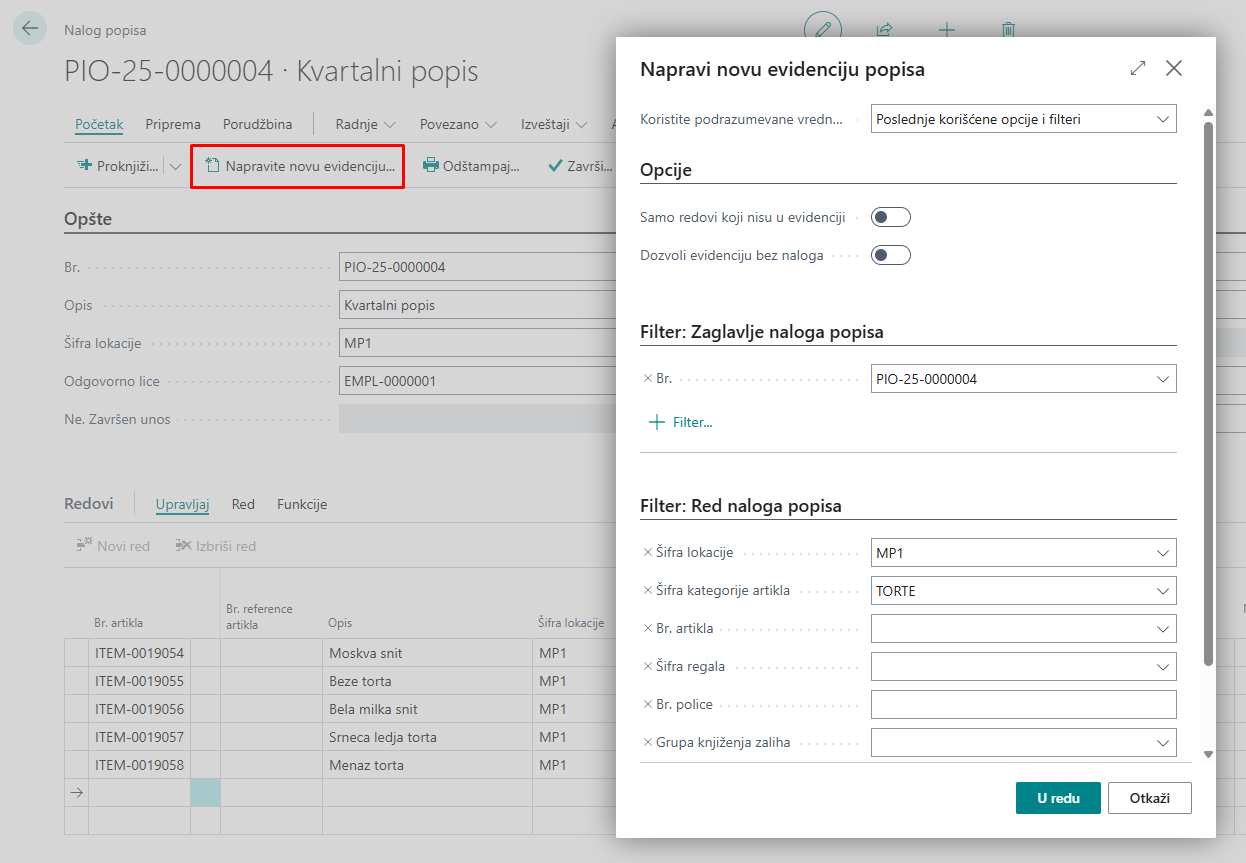 Nalog popisa
PIO-25-0000004 · Kvartalni popis
Početak Priprema Porudžbina Radnje Povezano Izveštaji
Proknjiži... Napravite novu evidenciju... Odštampaj... Završi...
Opšte
Br. PIO-25-0000004
Opis Kvartalni popis
Šifra lokacije MP1
Odgovorno lice EMPL-0000001
Ne. Završen unos
Redovi Upravljaj Red Funkcije
Novi red Izbriši red
Br. artikla Br. reference artikla Opis Šifra lokacije
ITEM-0019054 Moskva snit MP1
ITEM-0019055 Beze torta MP1
ITEM-0019056 Bela milka snit MP1
ITEM-0019057 Srneca ledja torta MP1
ITEM-0019058 Menaz torta MP1
Napravi novu evidenciju popisa
Koristite podrazumevane vredn... Poslednje korišćene opcije i filteri
Opcije
Samo redovi koji nisu u evidenciji
Dozvoli evidenciju bez naloga
Filter: Zaglavlje naloga popisa
Br. PIO-25-0000004
Filter...
Filter: Red naloga popisa
Šifra lokacije MP1
Šifra kategorije artikla TORTE
Br. artikla
Šifra regala
Br. police
Grupa knjiženja zaliha
U redu Otkaži